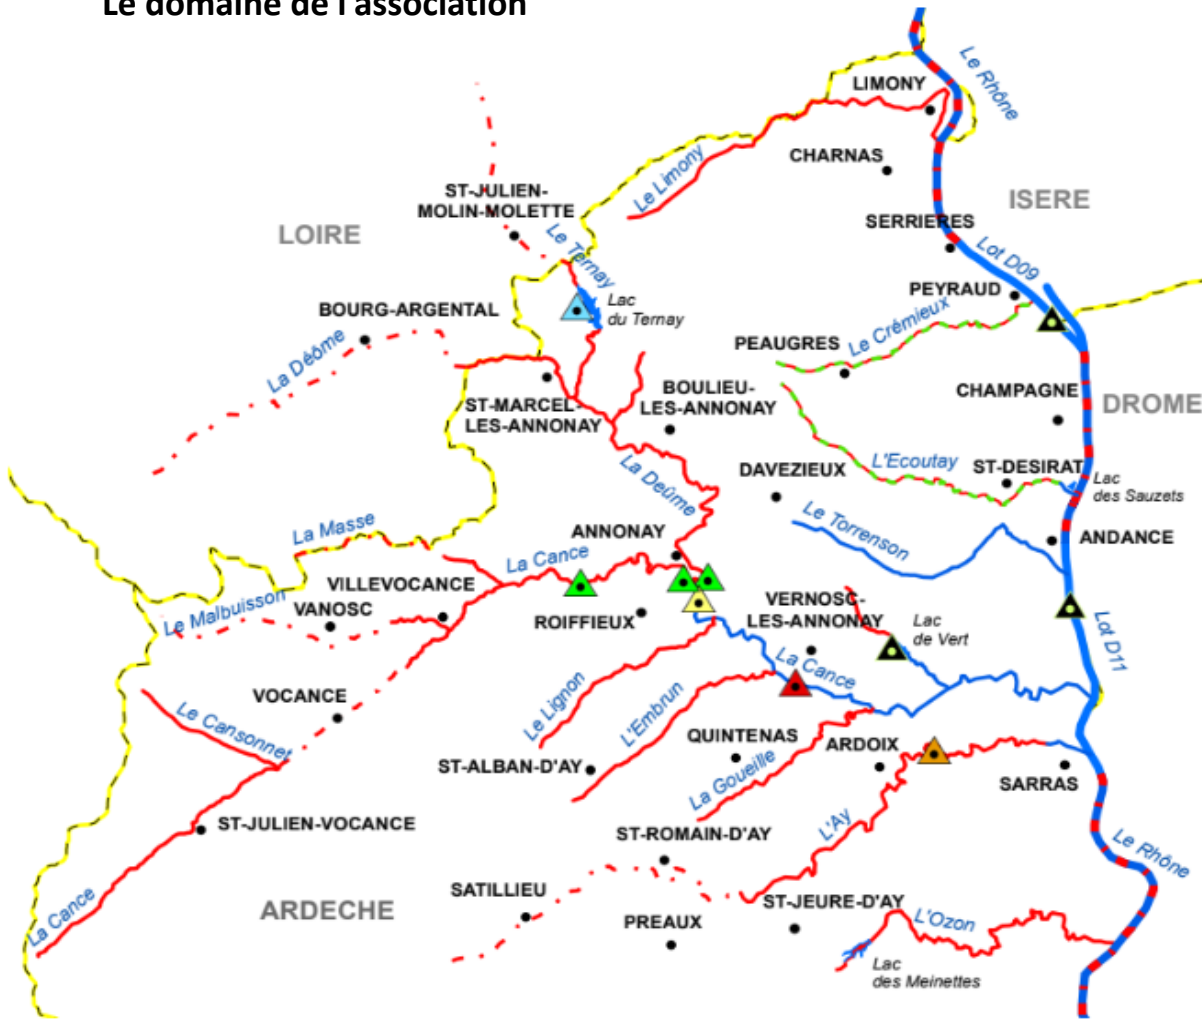 Le domaine de l'association
Le Rhône
LIMONY
CHARNAS
Le Limony
ISERE
ST-JULIEN-
MOLIN-MOLETTE
SERRIERES
LOIRE
Le Ternay
Lot D09
PEYRAUD
Lac
du Ternay
BOURG-ARGENTAL
Le Crémieux
PEAUGRES
La Déôme
CHAMPAGNE
BOULIEU-
LES-ANNONAY
DROME
ST-MARCEL-
LES-ANNONAY
L'Ecoutay
ST-DESIRAT
DAVEZIEUX
La Deûme
Lac
des Sauzets
Le Torrenson
La Masse
ANNONAY
ANDANCE
La Cance
VILLEVOCANCE
Le Malbuisson
VANOSC
ROIFFIEUX
VERNOSC-
LES-ANNONAY
Lac
de Vert
Lot D11
La Cance
VOCANCE
Le Lignon
L'Embrun
Le Cansonnet
QUINTENAS
ARDOIX
ST-ALBAN-D'AY
La Goueille
SARRAS
ST-JULIEN-VOCANCE
L'Ay
ST-ROMAIN-D'AY
Le Rhône
SATILLIEU
ST-JEURE-D'AY
La Cance
ARDECHE
PREAUX
L'Ozon
Lac
des Meinettes